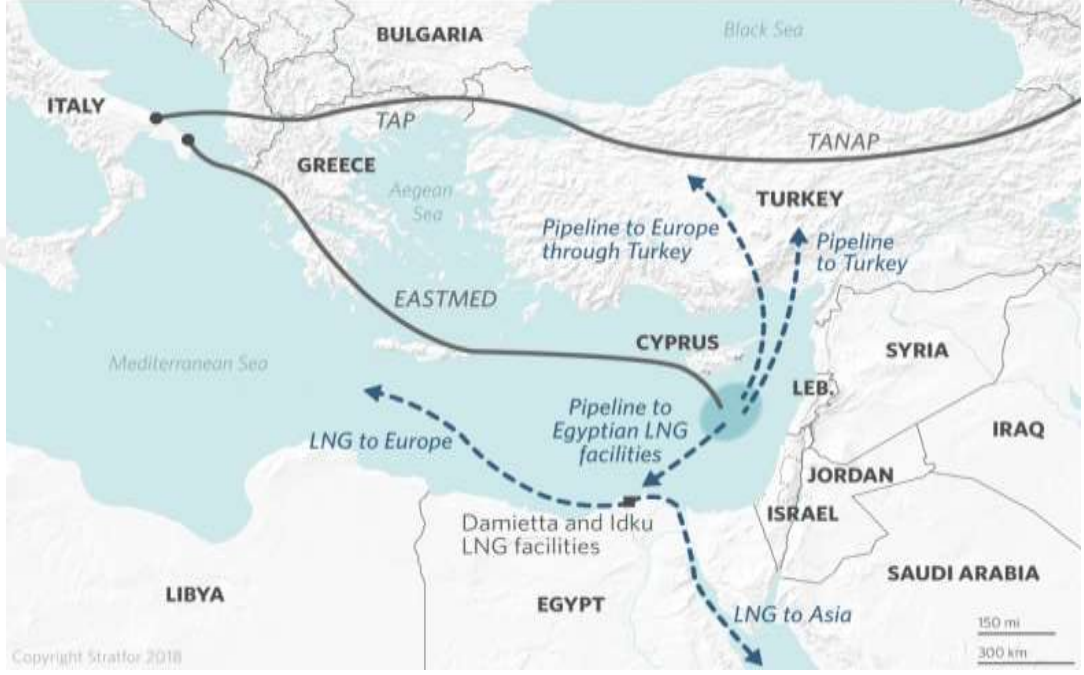 BULGARIA
Black Sea
ITALY
TAP
TANAP
GREECE
Aegean
Sea
TURKEY
Pipeline to Europe
through Turkey
Pipeline
to Turkey
EASTMED
CYPRUS
SYRIA
Mediterranean Sea
LEB.
Pipeline to
Egyptian LNG
facilities
IRAQ
LNG to Europe
JORDAN
ISRAEL
Damietta and Idku
LNG facilities
SAUDI ARABIA
LIBYA
EGYPT
LNG to Asia
150 mi
300 km
Copyright Stratfor 2018